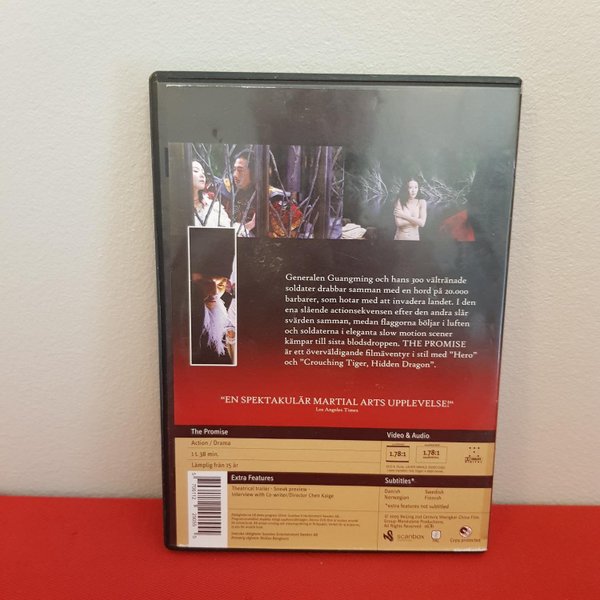 Generalen Guangming och hans 300 vältränade
soldater drabbar samman med en hord på 20.000
barbarer, som hotar med att invadera landet. I den
ena slående actionsekvensen efter den andra slår
svärden samman, medan flaggorna böljar i luften
och soldaterna i eleganta slow motion scener
kämpar till sista blodsdroppen. THE PROMISE
är ett överväldigande filmäventyr i stil med "Hero"
och "Crouching Tiger, Hidden Dragon".
"EN SPEKTAKULÄR MARTIAL ARTS UPPLEVELSE!"
Los Angeles Times
The Promise
Action / Drama
1 t. 38 min.
Lämplig från 15 år
Extra Features
Theatrical trailer - Sneak preview
Interview with Co-writer/Director Chen Kaige
Video & Audio
1.78:1
1.78:1
Subtitles*
Danish Swedish
Norwegian Finnish
*extra features not subtitled
scanbox